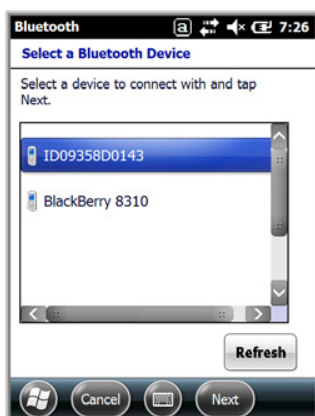 Bluetooth a 7:26
Select a Bluetooth Device
Select a device to connect with and tap
Next.
ID09358D0143
BlackBerry 8310
Refresh
Cancel Next